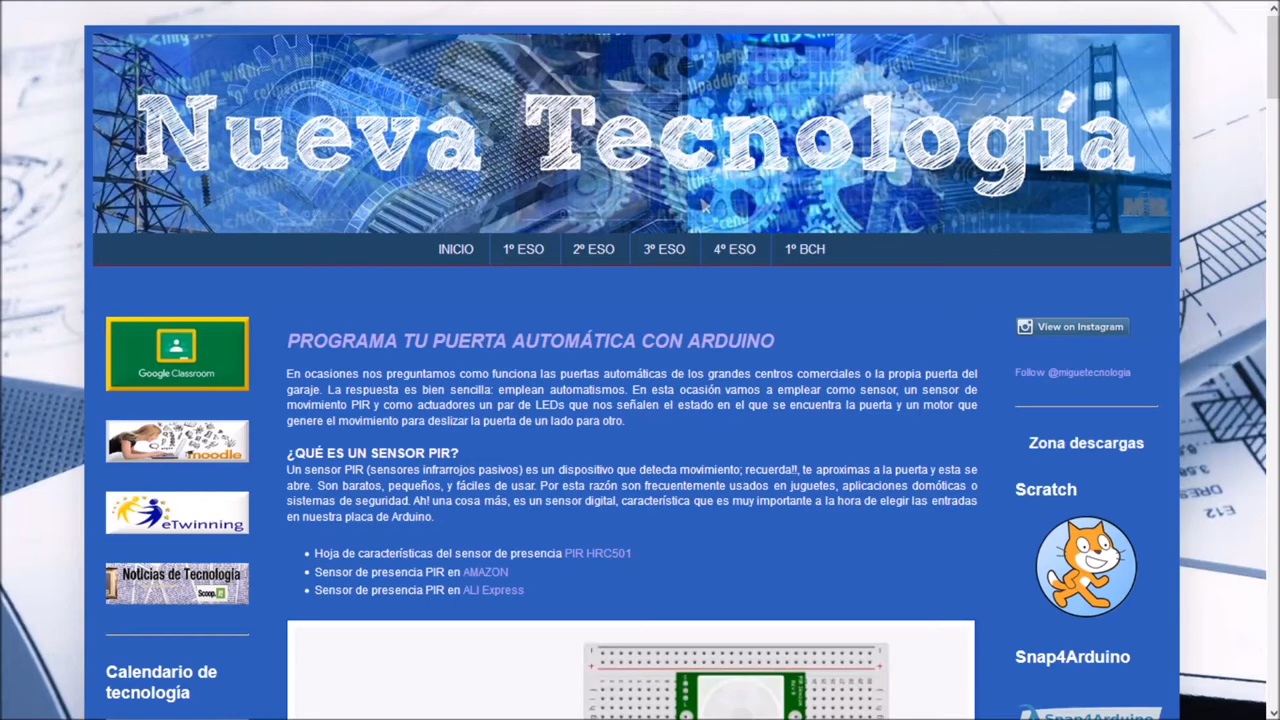 Nueva Tecnología
INICIO
1º ESO
2º ESO
3º ESO
4º ESO
1º BCH
Google Classroom
moodle
eTwinning
Noticias de Tecnología
Scoop.it
Calendario de
tecnología
PROGRAMA TU PUERTA AUTOMÁTICA CON ARDUINO
En ocasiones nos preguntamos como funciona las puertas automáticas de los grandes centros comerciales o la propia puerta del
garaje. La respuesta es bien sencilla: emplean automatismos. En esta ocasión vamos a emplear como sensor, un sensor de
movimiento PIR y como actuadores un par de LEDs que nos señalen el estado en el que se encuentra la puerta y un motor que
genere el movimiento para deslizar la puerta de un lado para otro.
¿QUÉ ES UN SENSOR PIR?
Un sensor PIR (sensores infrarrojos pasivos) es un dispositivo que detecta movimiento; recuerda!!, te aproximas a la puerta y esta se
abre. Son baratos, pequeños, y fáciles de usar. Por esta razón son frecuentemente usados en juguetes, aplicaciones domóticas o
sistemas de seguridad. Ah! una cosa más, es un sensor digital, característica que es muy importante a la hora de elegir las entradas
en nuestra placa de Arduino.
Hoja de características del sensor de presencia PIR HRC501
Sensor de presencia PIR en AMAZON
Sensor de presencia PIR en ALI Express
View on Instagram
Follow @miguetecnologia
Zona descargas
Scratch
Snap4Arduino
Snap4Arduino